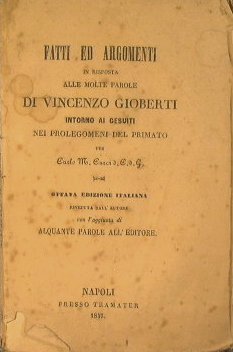 FATTI ED ARGOMENTI
IN RISPOSTA
ALLE MOLTE PAROLE
DI VINCENZO GIOBERTI
INTORNO AI GESUITI
NEI PROLEGOMENI DEL PRIMATO
PER
Carlo M. Curci d. C. d. G.
OTTAVA EDIZIONE ITALIANA
RIVEDUTA DALL' AUTORE
con l'aggiunta di
ALQUANTE PAROLE ALL' EDITORE.
NAPOLI
PRESSO TRAMATER